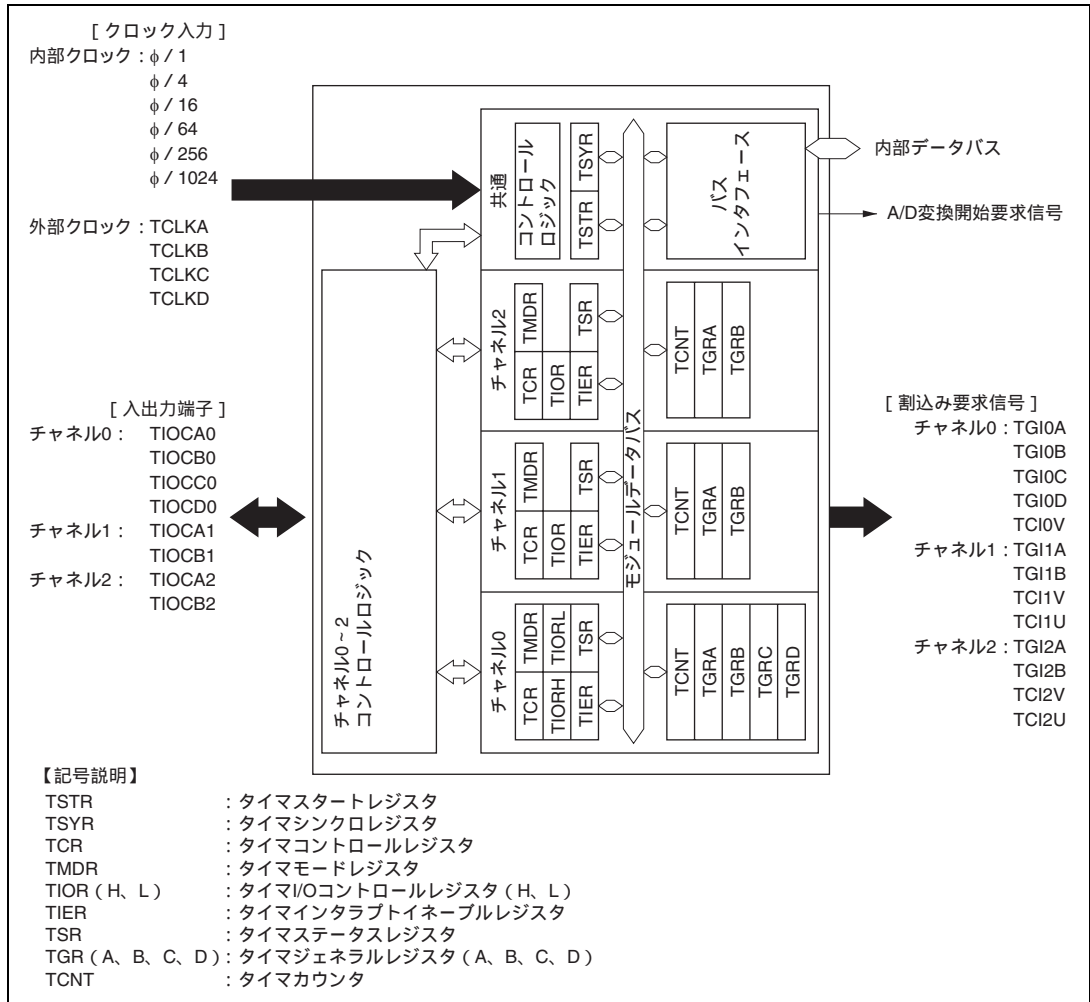 [ クロック入力 ]
内部クロック : φ / 1
φ / 4
φ / 16
φ / 64
φ / 256
φ / 1024
外部クロック : TCLKA
TCLKB
TCLKC
TCLKD
[ 入出力端子 ]
チャネル0 : TIOCA0
TIOCB0
TIOCC0
TIOCD0
チャネル1 : TIOCA1
TIOCB1
チャネル2 : TIOCA2
TIOCB2
チャネル0~2
コントロールロジック
共通
コントロール
ロジック
TSTR TSYR
バス
インタフェース
モジュールデータバス
チャネル2
TCR TMDR
TIOR
TIER TSR
TCNT
TGRA
TGRB
チャネル1
TCR TMDR
TIOR
TIER TSR
TCNT
TGRA
TGRB
チャネル0
TCR TMDR
TIORH TIORL
TIER TSR
TCNT
TGRA
TGRB
TGRC
TGRD
内部データバス
A/D変換開始要求信号
[ 割込み要求信号 ]
チャネル0 : TGI0A
TGI0B
TGI0C
TGI0D
TCI0V
チャネル1 : TGI1A
TGI1B
TCI1V
TCI1U
チャネル2 : TGI2A
TGI2B
TCI2V
TCI2U
【記号説明】
TSTR : タイマスタートレジスタ
TSYR : タイマシンクロレジスタ
TCR : タイマコントロールレジスタ
TMDR : タイマモードレジスタ
TIOR ( H、L ) : タイマI/Oコントロールレジスタ ( H、L )
TIER : タイマインタラプトイネーブルレジスタ
TSR : タイマステータスレジスタ
TGR ( A、B、C、D ) : タイマジェネラルレジスタ ( A、B、C、D )
TCNT : タイマカウンタ